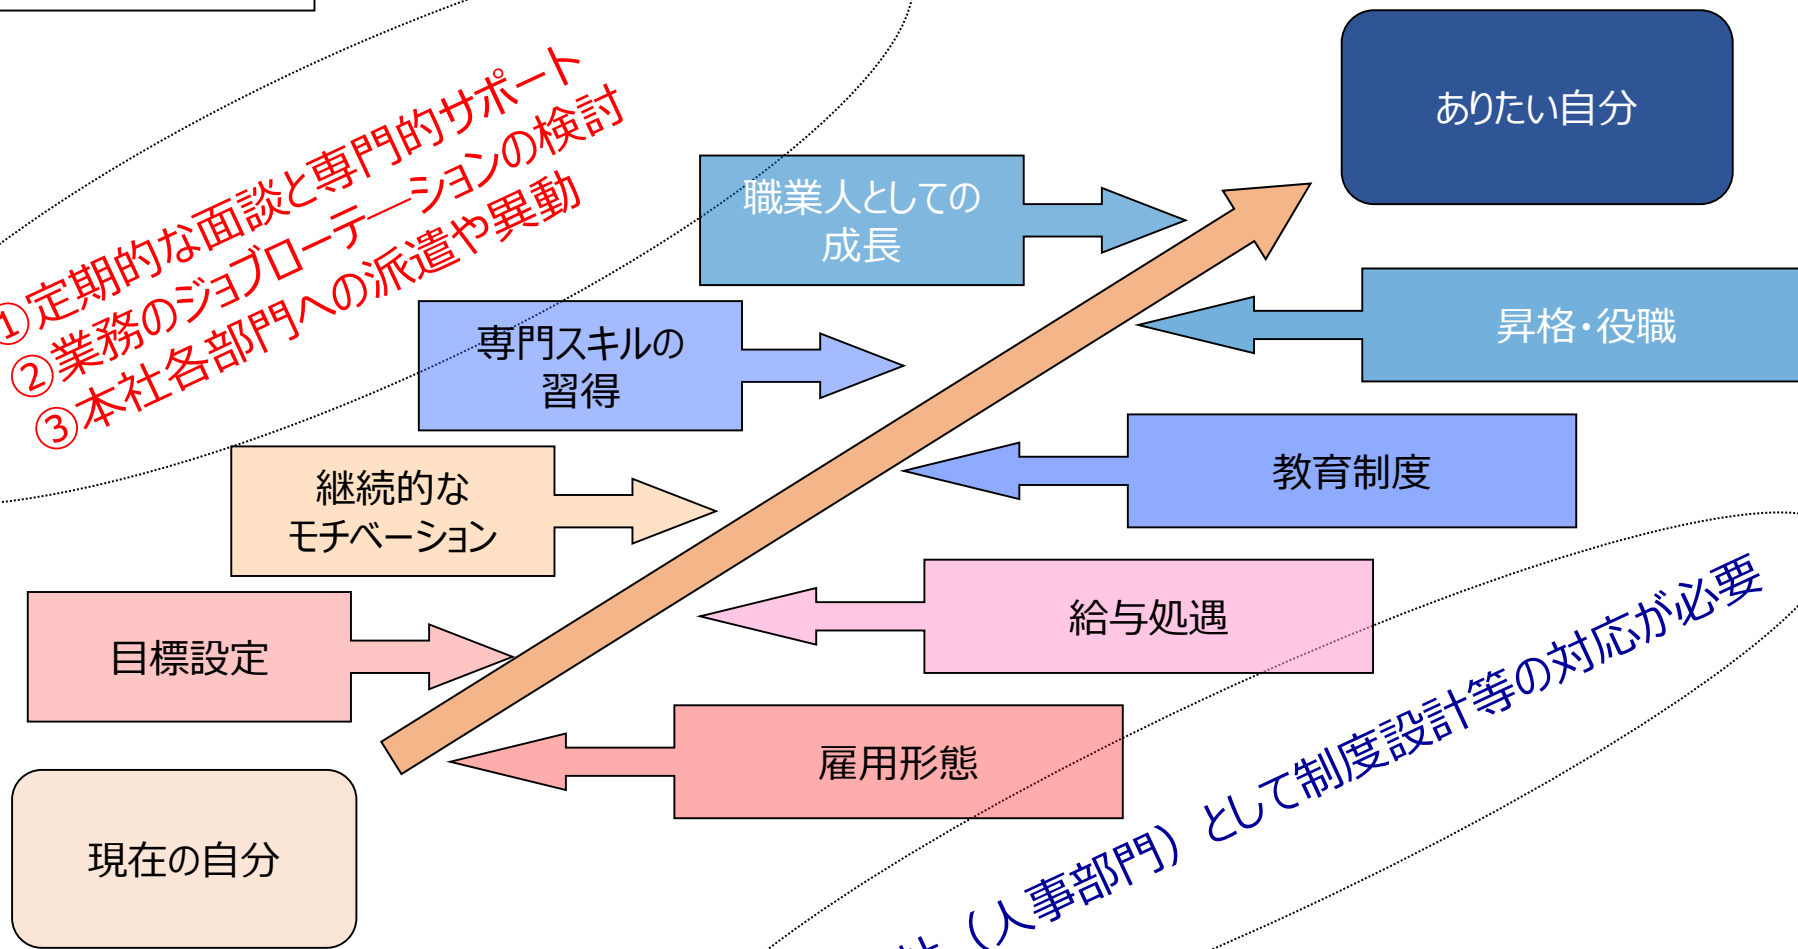 ①定期的な面談と専門的サポート
②業務のジョブローテ―ションの検討
③本社各部門への派遣や異動
ありたい自分
職業人としての
成長
昇格・役職
専門スキルの
習得
教育制度
継続的な
モチベーション
給与処遇
目標設定
雇用形態
現在の自分
（人事部門）として制度設計等の対応が必要